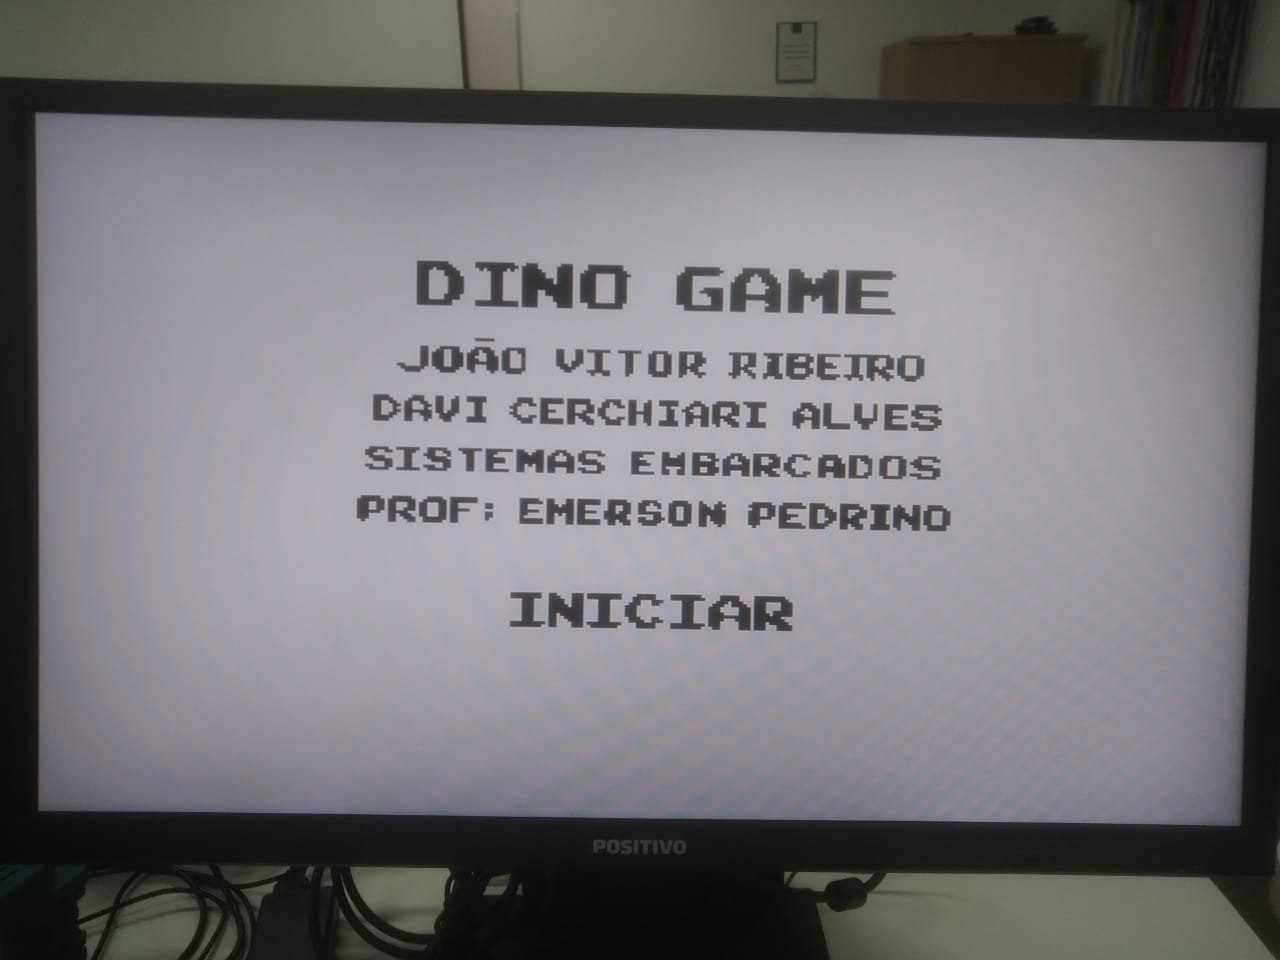 DINO GAME
JOÃO VITOR RIBEIRO
DAVI CERCHIARI ALVES
SISTEMAS EMBARCADOS
PROF: EMERSON PEDRINO
INICIAR
POSITIVO